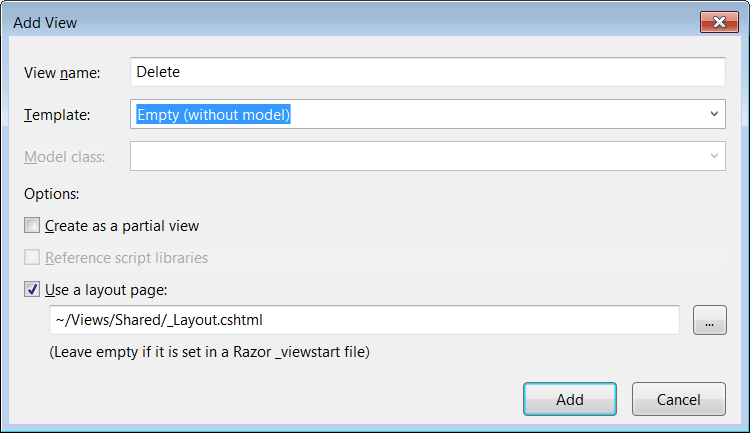 Add View
View name: Delete
Template: Empty (without model)
Model class:
Options:
Create as a partial view
Reference script libraries
Use a layout page:
~/Views/Shared/_Layout.cshtml ...
(Leave empty if it is set in a Razor _viewstart file)
Add Cancel